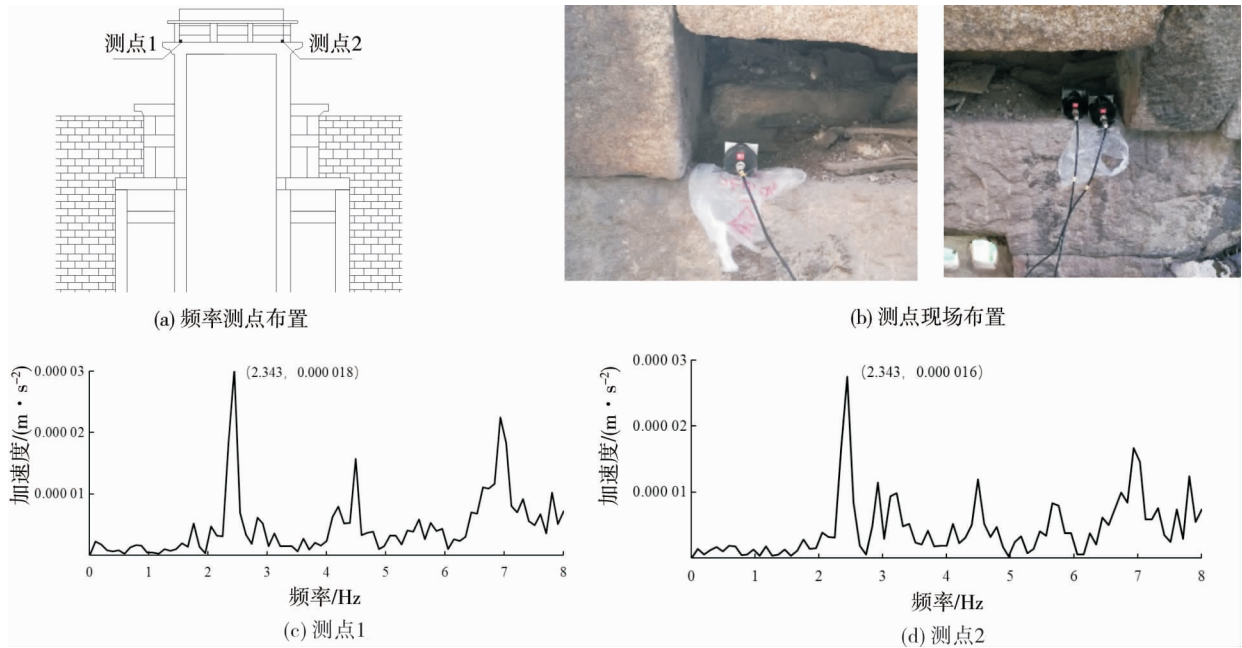 测点1
测点2
(a) 频率测点布置
(b) 测点现场布置
0.000 03
0.000 02
0.000 01
加速度/(m·s⁻²)
(2.343, 0.000 018)
0 1 2 3 4 5 6 7 8
频率/Hz
(c) 测点1
0.000 03
0.000 02
0.000 01
加速度/(m·s⁻²)
(2.343, 0.000 016)
0 1 2 3 4 5 6 7 8
频率/Hz
(d) 测点2